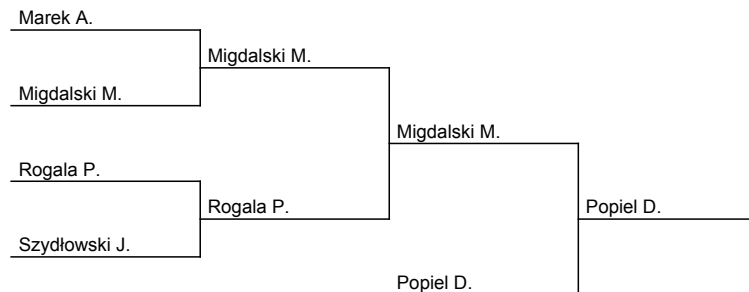 Marek A.
Migdalski M.
Migdalski M.
Migdalski M.
Rogala P.
Rogala P.
Popiel D.
Szydłowski J.
Popiel D.